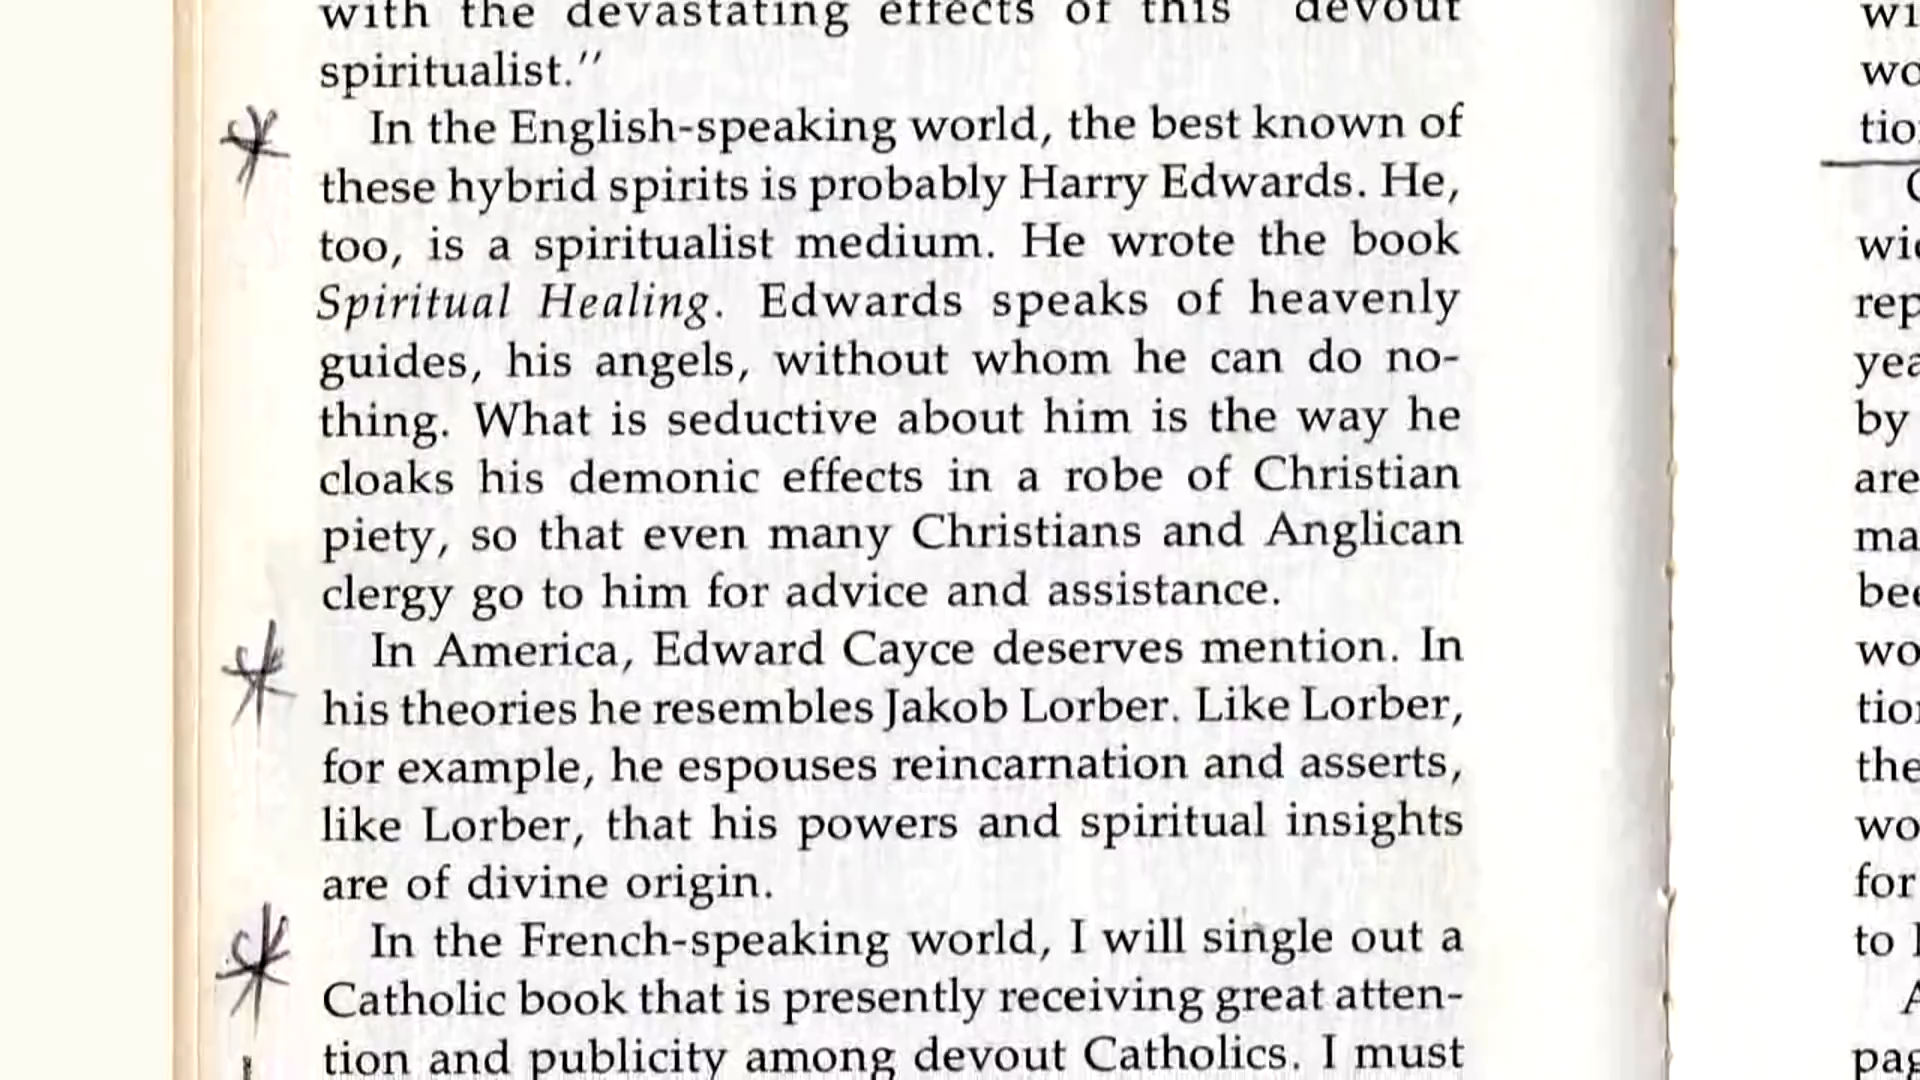 with the devastating effects of this "devout
spiritualist."
In the English-speaking world, the best known of
these hybrid spirits is probably Harry Edwards. He,
too, is a spiritualist medium. He wrote the book
Spiritual Healing. Edwards speaks of heavenly
guides, his angels, without whom he can do no-
thing. What is seductive about him is the way he
cloaks his demonic effects in a robe of Christian
piety, so that even many Christians and Anglican
clergy go to him for advice and assistance.
In America, Edward Cayce deserves mention. In
his theories he resembles Jakob Lorber. Like Lorber,
for example, he espouses reincarnation and asserts,
like Lorber, that his powers and spiritual insights
are of divine origin.
In the French-speaking world, I will single out a
Catholic book that is presently receiving great atten-
tion and publicity among devout Catholics. I must
by
are
the
for
to